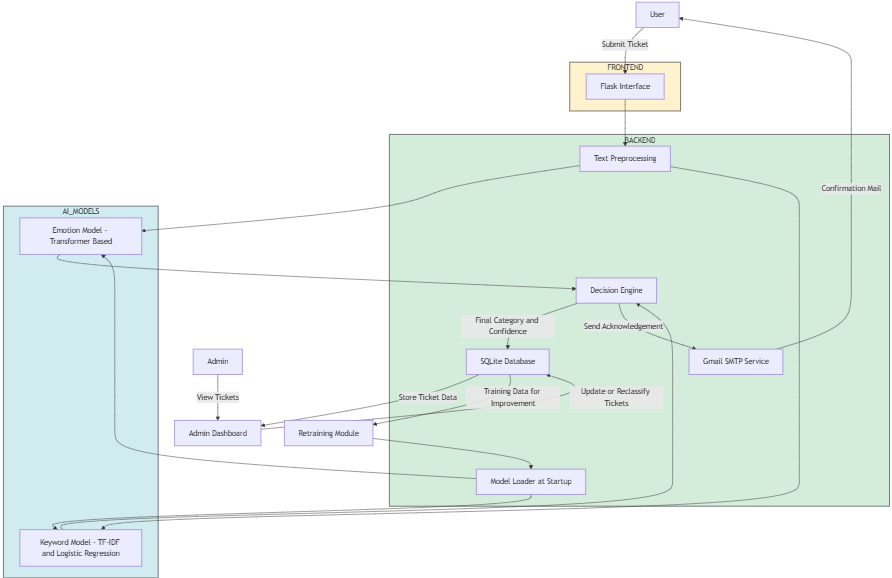 User
Submit Ticket
FRONTEND
Flask Interface
BACKEND
Text Preprocessing
Confirmation Mail
AI_MODELS
Emotion Model -
Transformer Based
Decision Engine
Final Category and
Confidence
Send Acknowledgement
Admin
SQLite Database
Gmail SMTP Service
View Tickets
Store Ticket Data
Training Data for
Improvement
Update or Reclassify
Tickets
Admin Dashboard
Retraining Module
Model Loader at Startup
Keyword Model - TF-IDF
and Logistic Regression